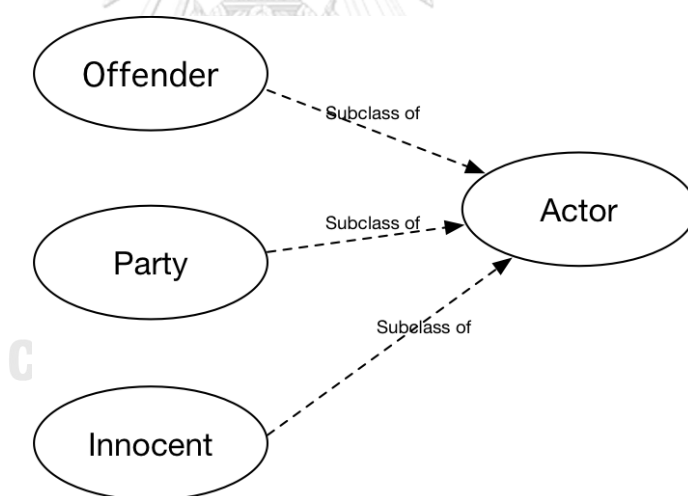 Offender
Subclass of
Actor
Subclass of
Party
Subclass of
Innocent